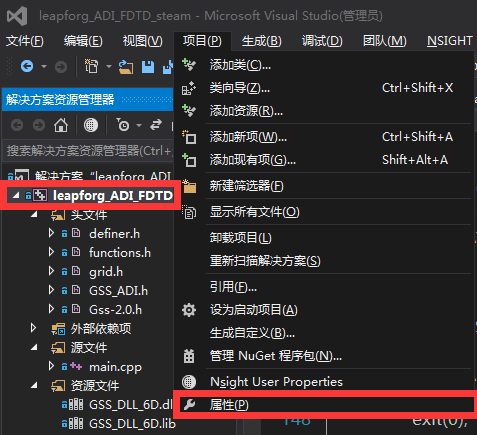 leapforg_ADI_FDTD_steam - Microsoft Visual Studio(管理员)
文件(F) 编辑(E) 视图(V) 项目(P) 生成(B) 调试(D) 团队(M) NSIGHT
解决方案资源管理器
搜索解决方案资源管理器(Ctrl+
解决方案 "leapforg_ADI
leapforg_ADI_FDTD
头文件
definer.h
functions.h
grid.h
GSS_ADI.h
Gss-2.0.h
外部依赖项
源文件
main.cpp
资源文件
GSS_DLL_6D.dl
GSS_DLL_6D.lib
添加类(C)...
类向导(Z)... Ctrl+Shift+X
添加资源(R)...
添加新项(W)... Ctrl+Shift+A
添加现有项(G)... Shift+Alt+A
新建筛选器(F)
显示所有文件(O)
卸载项目(L)
重新扫描解决方案(S)
引用(F)...
设为启动项目(A)
生成自定义(B)...
管理 NuGet 程序包(N)...
Nsight User Properties
属性(P)
148 exit(0);